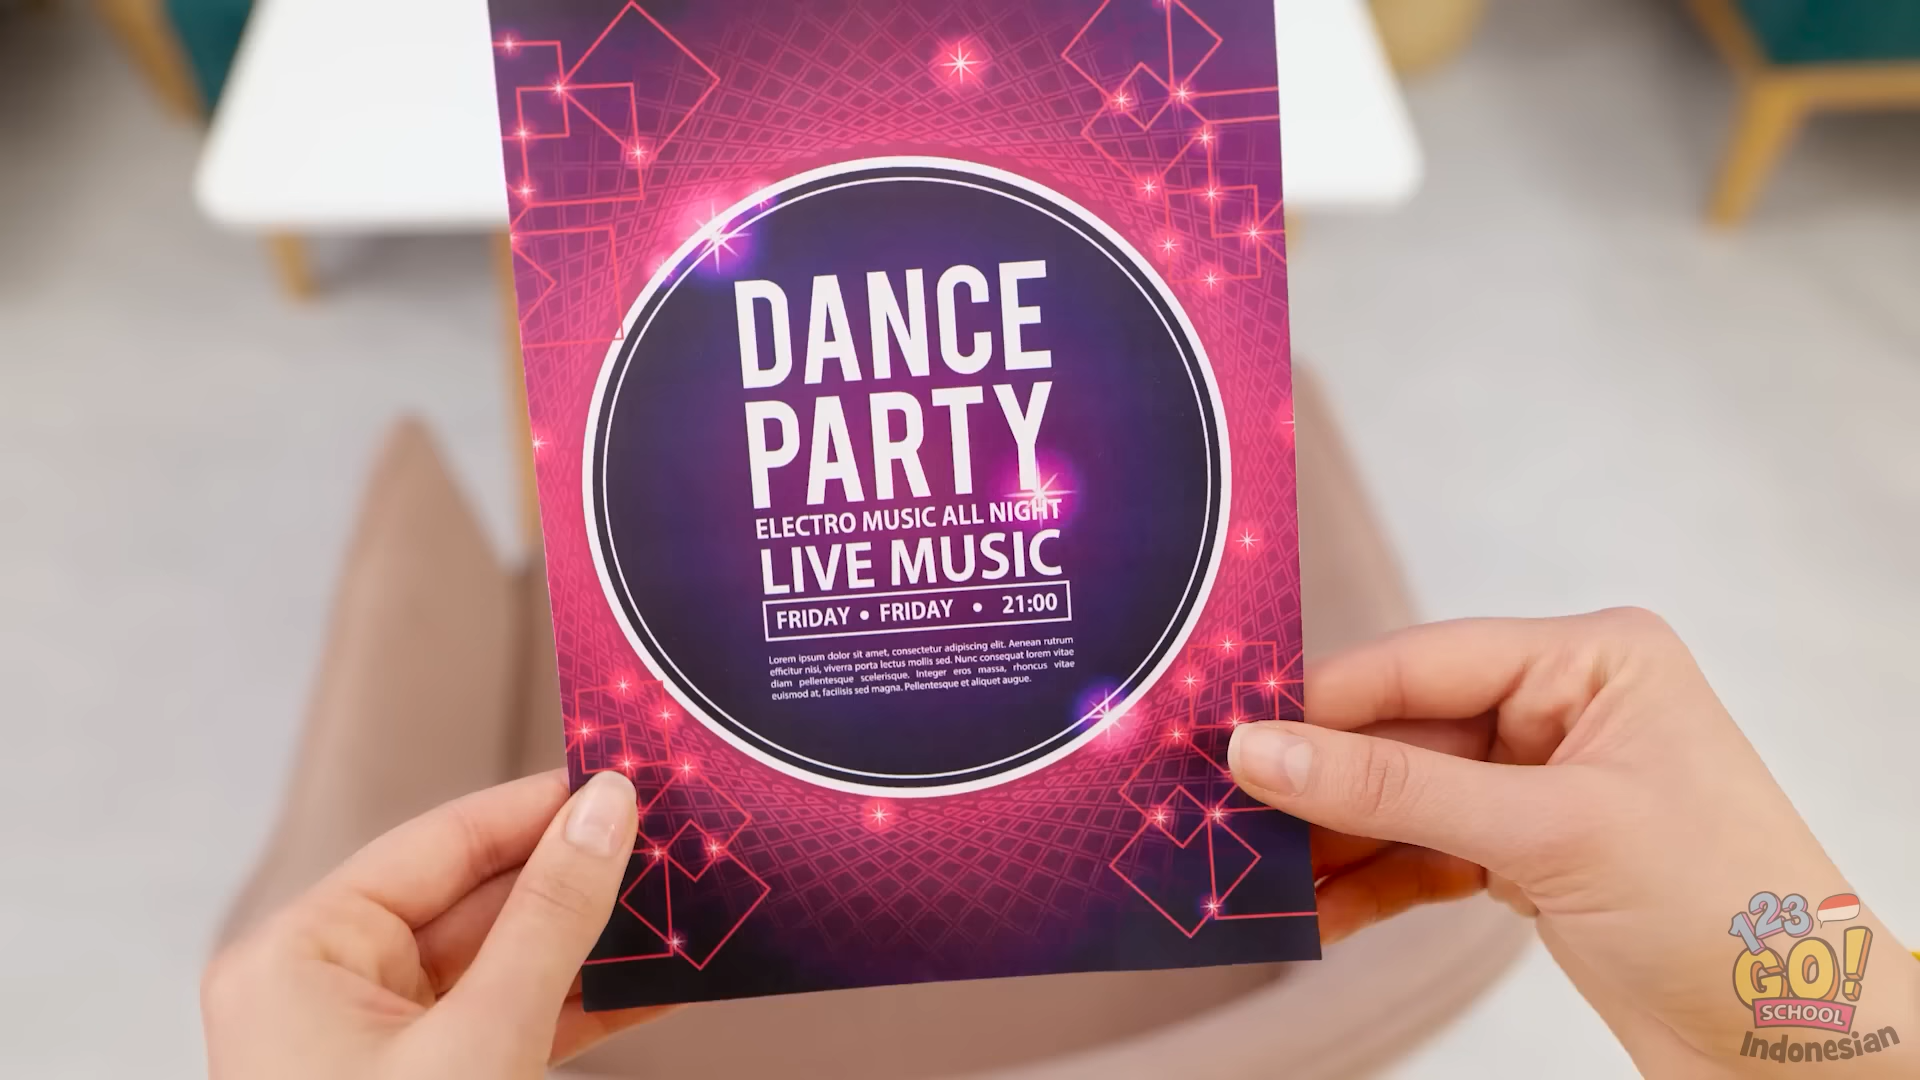 DANCE
PARTY
ELECTRO MUSIC ALL NIGHT
LIVE MUSIC
FRIDAY • FRIDAY • 21:00
Lorem ipsum dolor sit amet, consectetur adipiscing elit. Aenean rutrum
efficitur nisi, viverra porta lectus mollis sed. Nunc consequat lorem vitae
diam pellentesque scelerisque. Integer eros massa, rhoncus vitae
euismod at, facilisis sed magna. Pellentesque et aliquet augue.
123
GO!
SCHOOL
Indonesian